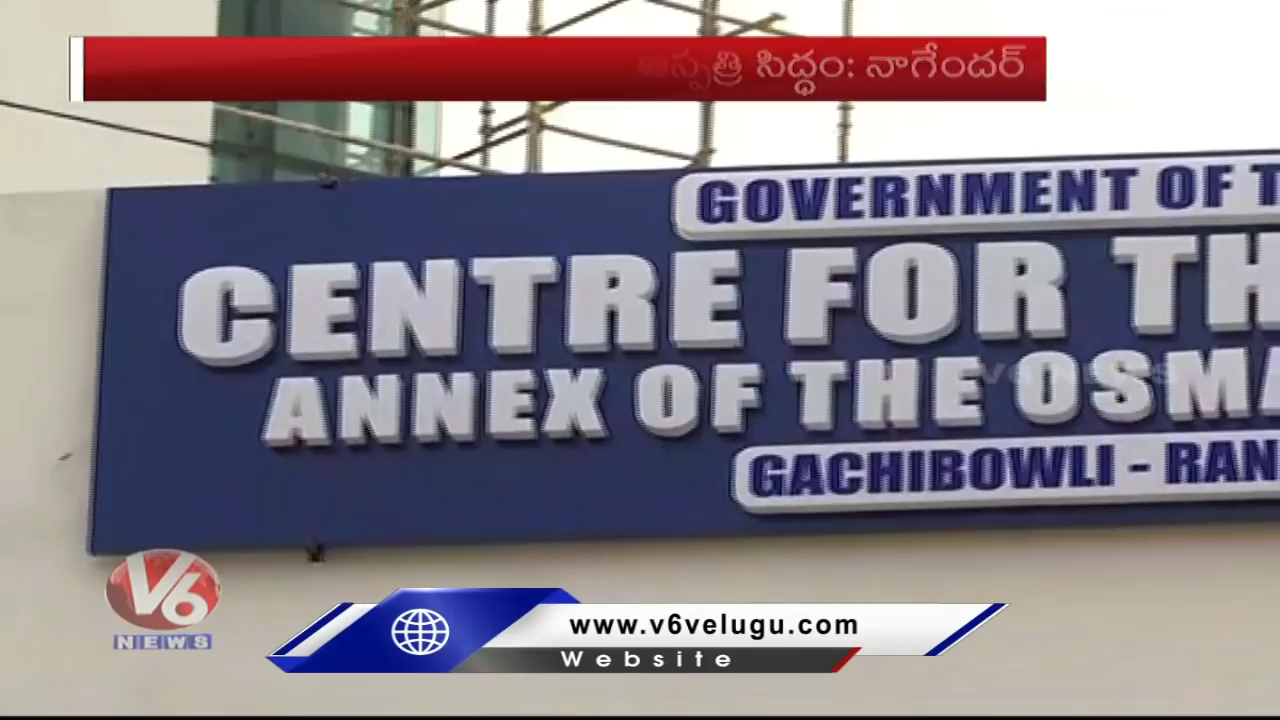 ఆస్పత్రి సిద్ధం: నాగేందర్
GOVERNMENT OF T
CENTRE FOR TH
ANNEX OF THE OSMA
GACHIBOWLI - RAN
V6
NEWS
www.v6velugu.com
Website